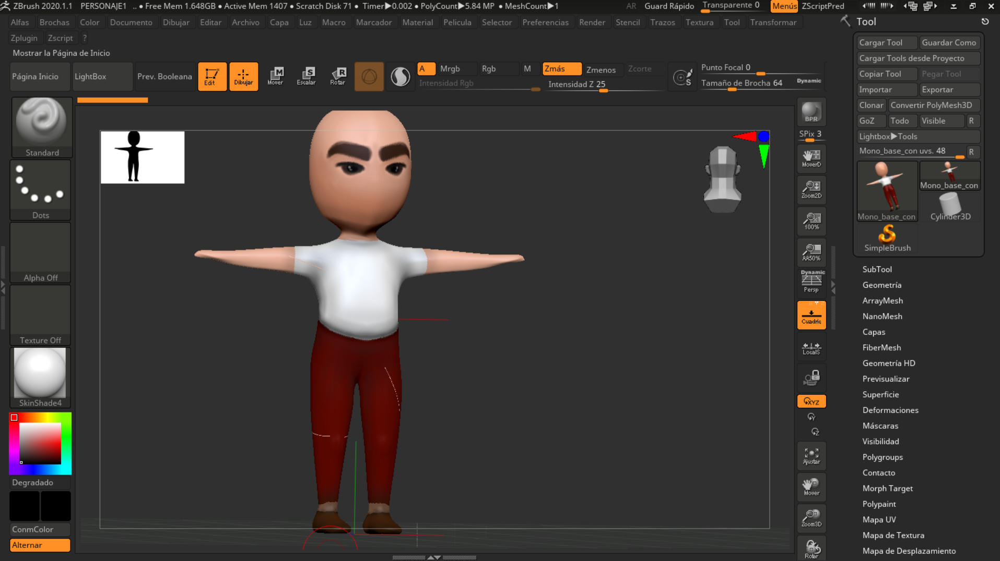 ZBrush 2020.1.1 PERSONAJE1 .. • Free Mem 1.648GB • Active Mem 1407 • Scratch Disk 71 • Timer▶0.002 • PolyCount▶5.84 MP • MeshCount▶1 AR Guard Rápido Transparente 0 Menús ZScriptPred
Alfas Brochas Color Documento Dibujar Editar Archivo Capa Luz Macro Marcador Material Pelicula Selector Preferencias Render Stencil Trazos Textura Tool Transformar
Zplugin Zscript ?
Mostrar la Página de Inicio
Página Inicio LightBox Prev. Booleana Edit Dibujar Mover Escalar Rotar
M S R
A Mrgb Rgb M Zmás Zmenos Zcorte
Intensidad Rgb Intensidad Z 25
S
Punto Focal 0
Tamaño de Brocha 64 Dynamic
Standard
Dots
Alpha Off
Texture Off
SkinShade4
Degradado
ConmColor
Alternar
BPR
SPix 3
MoverD
Zoom2D
x1
100%
AA50%
Dynamic
Persp
Cuadric
LocalS
XYZ
Y
Z
Ajustar
Mover
Zoom3D
Rotar
Tool
Cargar Tool Guardar Como
Cargar Tools desde Proyecto
Copiar Tool Pegar Tool
Importar Exportar
Clonar Convertir PolyMesh3D
GoZ Todo Visible R
Lightbox▶Tools
Mono_base_con uvs. 48 R
Mono_base_con
Mono_base_con Cylinder3D
SimpleBrush
SubTool
Geometría
ArrayMesh
NanoMesh
Capas
FiberMesh
Geometría HD
Previsualizar
Superficie
Deformaciones
Máscaras
Visibilidad
Polygroups
Contacto
Morph Target
Polypaint
Mapa UV
Mapa de Textura
Mapa de Desplazamiento